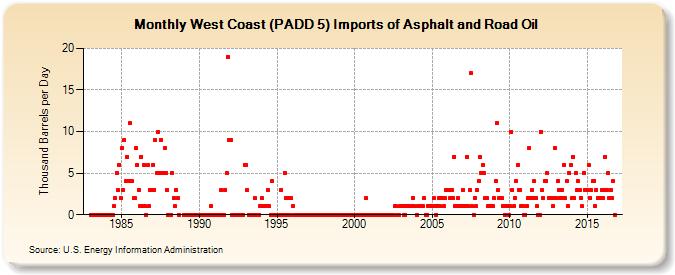 Monthly West Coast (PADD 5) Imports of Asphalt and Road Oil
Thousand Barrels per Day
20
15
10
5
0
1985 1990 1995 2000 2005 2010 2015
Source: U.S. Energy Information Administration